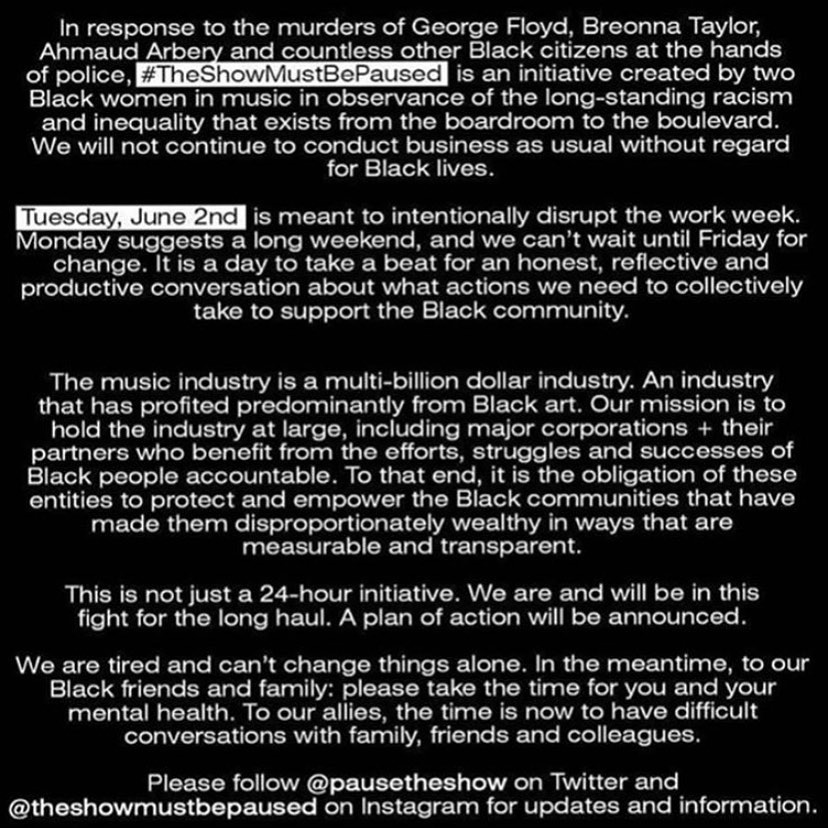 In response to the murders of George Floyd, Breonna Taylor,
Ahmaud Arbery and countless other Black citizens at the hands
of police, #TheShowMustBePaused is an initiative created by two
Black women in music in observance of the long-standing racism
and inequality that exists from the boardroom to the boulevard.
We will not continue to conduct business as usual without regard
for Black lives.
Tuesday, June 2nd is meant to intentionally disrupt the work week.
Monday suggests a long weekend, and we can't wait until Friday for
change. It is a day to take a beat for an honest, reflective and
productive conversation about what actions we need to collectively
take to support the Black community.
The music industry is a multi-billion dollar industry. An industry
that has profited predominantly from Black art. Our mission is to
hold the industry at large, including major corporations + their
partners who benefit from the efforts, struggles and successes of
Black people accountable. To that end, it is the obligation of these
entities to protect and empower the Black communities that have
made them disproportionately wealthy in ways that are
measurable and transparent.
This is not just a 24-hour initiative. We are and will be in this
fight for the long haul. A plan of action will be announced.
We are tired and can't change things alone. In the meantime, to our
Black friends and family: please take the time for you and your
mental health. To our allies, the time is now to have difficult
conversations with family, friends and colleagues.
Please follow @pausetheshow on Twitter and
@theshowmustbepaused on Instagram for updates and information.